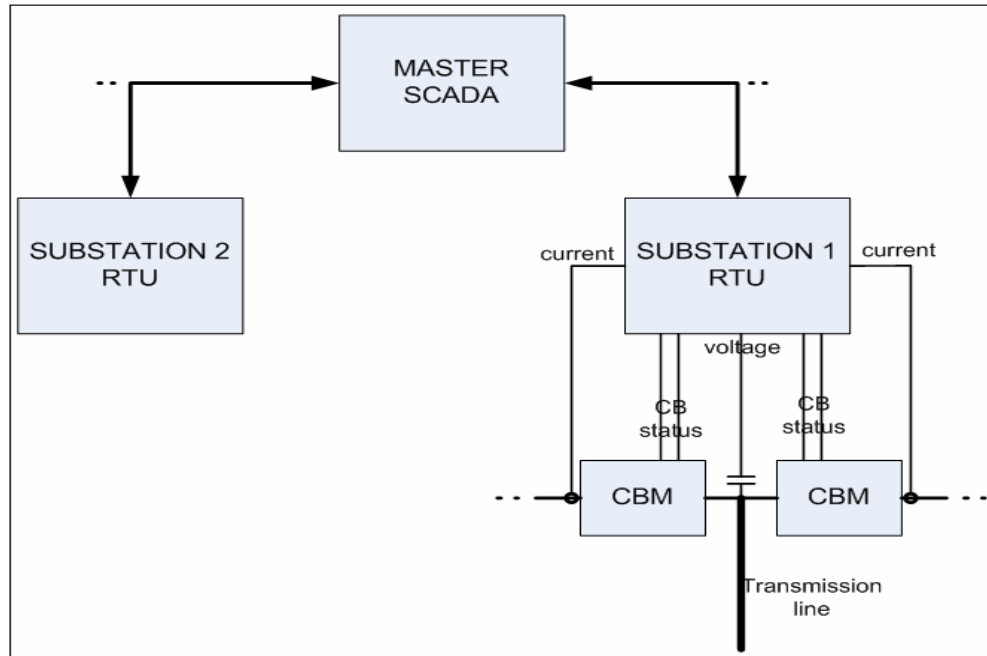 MASTER
SCADA
SUBSTATION 2
RTU
SUBSTATION 1
RTU
current
current
voltage
CB
status
CB
status
CBM
CBM
Transmission
line